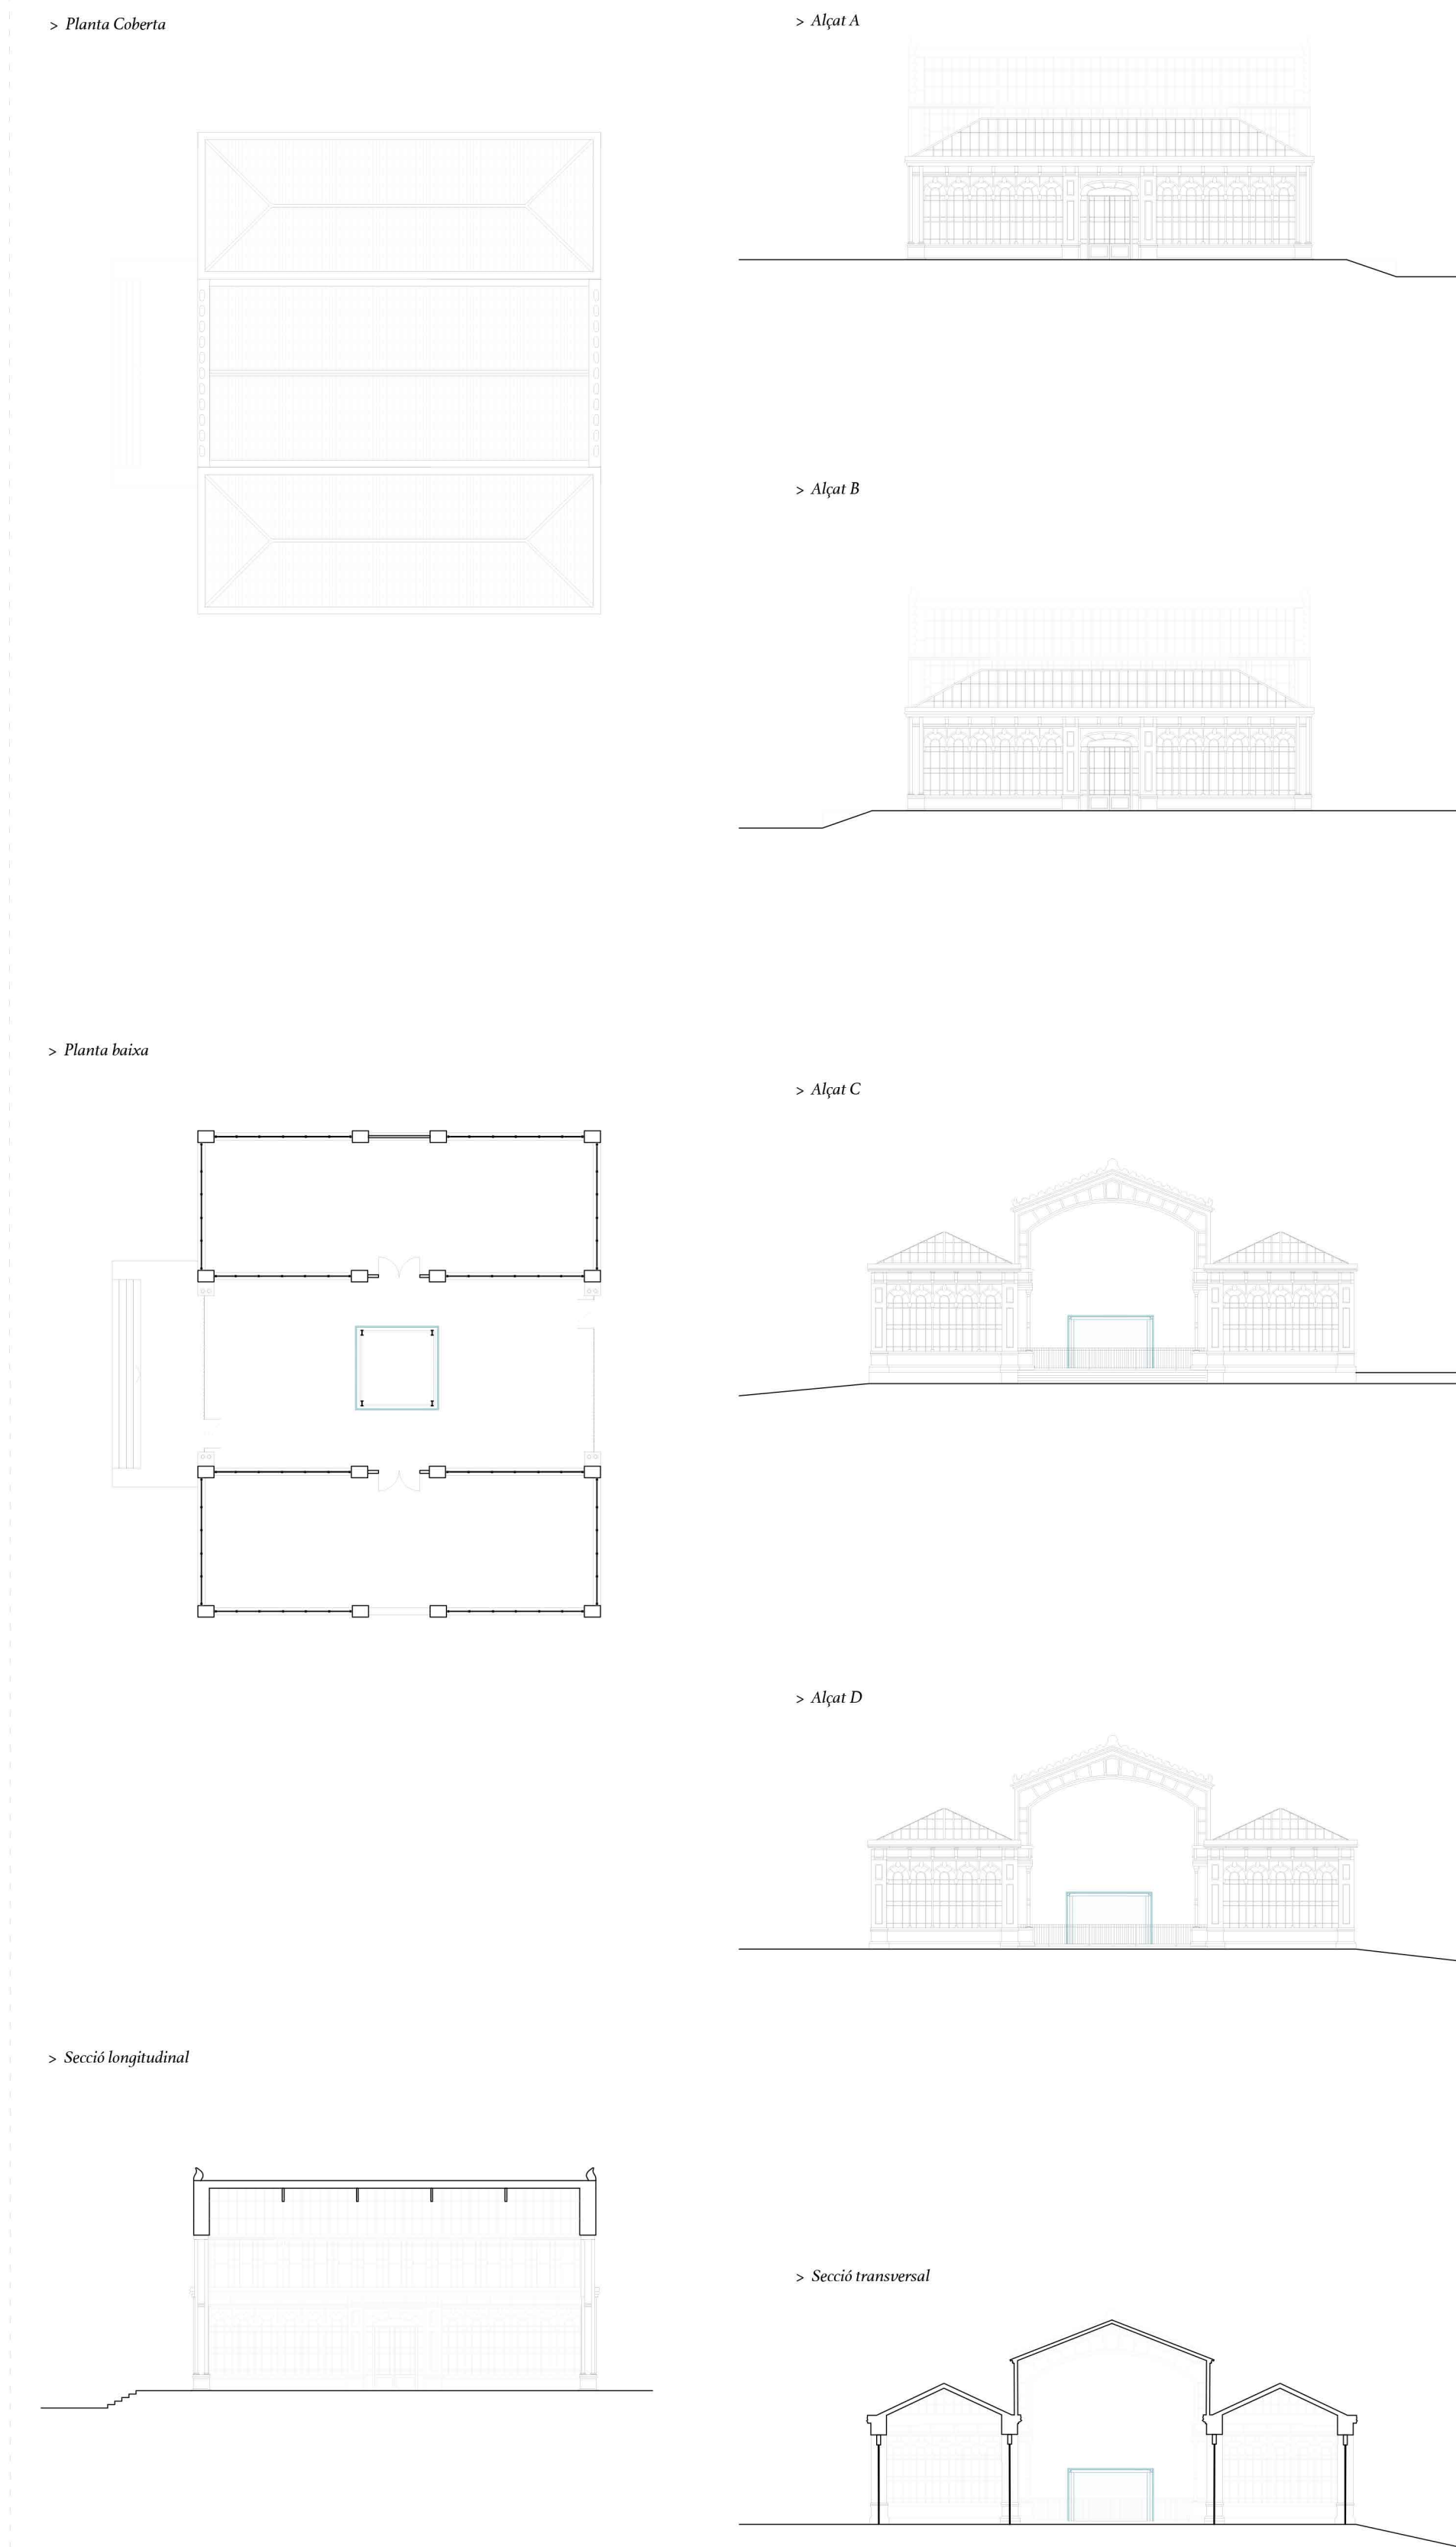 > Planta Coberta
> Alçat A
> Alçat B
> Planta baixa
> Alçat C
> Alçat D
> Secció longitudinal
> Secció transversal